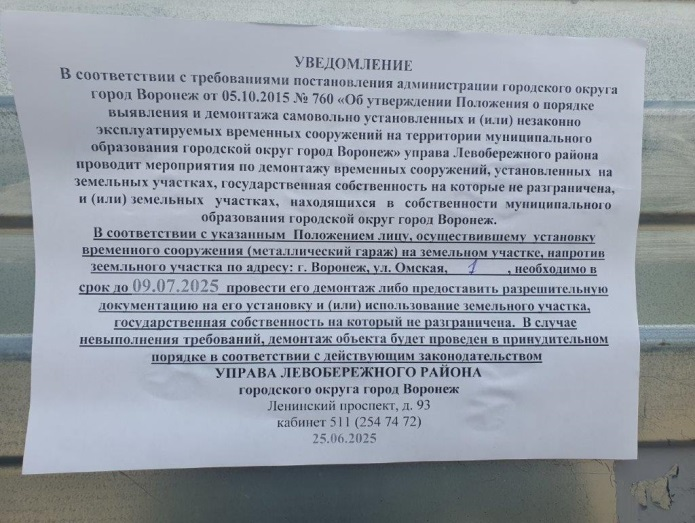 УВЕДОМЛЕНИЕ
В соответствии с требованиями постановления администрации городского округа
город Воронеж от 05.10.2015 № 760 «Об утверждении Положения о порядке
выявления и демонтажа самовольно установленных и (или) незаконно
эксплуатируемых временных сооружений на территории муниципального
образования городской округ город Воронеж» управа Левобережного района
проводит мероприятия по демонтажу временных сооружений, установленных на
земельных участках, государственная собственность на которые не разграничена,
и (или) земельных участках, находящихся в собственности муниципального
образования городской округ город Воронеж.
В соответствии с указанным Положением лицу, осуществившему установку
временного сооружения (металлический гараж) на земельном участке, напротив
зеемльного участка по адресу: г. Воронеж, ул. Омская, 1, необходимо в
срок до 09.07.2025 провести его демонтаж либо предоставить разрешительную
документацию на его установку и (или) использование земельного участка,
государственная собственность на который не разграничена. В случае
невыполнения требований, демонтаж объекта будет проведен в принудительном
порядке в соответствии с действующим законодательством
УПРАВА ЛЕВОБЕРЕЖНОГО РАЙОНА
городского округа город Воронеж
Ленинский проспект, д. 93
кабинет 511 (254 74 72)
25.06.2025